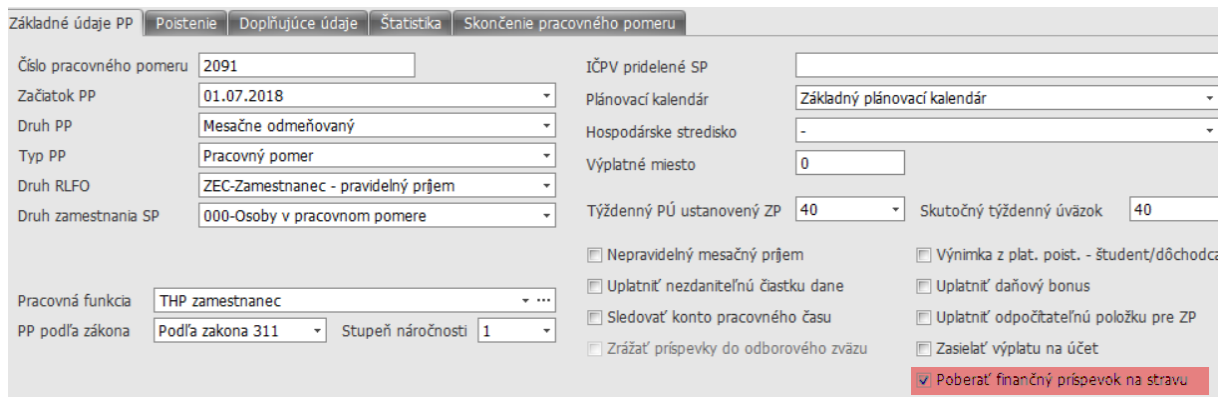 Základné údaje PP Poistenie Doplňujúce údaje Štatistika Skončenie pracovného pomeru
Číslo pracovného pomeru 2091
Začiatok PP 01.07.2018
Druh PP Mesačne odmeňovaný
Typ PP Pracovný pomer
Druh RLFO ZEC-Zamestnanec - pravidelný príjem
Druh zamestnania SP 000-Osoby v pracovnom pomere
Pracovná funkcia THP zamestnanec ...
PP podľa zákona Podľa zakona 311 Stupeň náročnosti 1
IČPV pridelené SP
Plánovací kalendár Základný plánovací kalendár
Hospodárske stredisko -
Výplatné miesto 0
Týždenný PÚ ustanovený ZP 40 Skutočný týždenný úväzok 40
Nepravidelný mesačný príjem Výnimka z plat. poist. - študent/dôchodca
Uplatniť nezdaniteľnú čiastku dane Uplatniť daňový bonus
Sledovať konto pracovného času Uplatniť odpočítateľnú položku pre ZP
Zrážať príspevky do odborového zväzu Zasielať výplatu na účet
Poberať finančný príspevok na stravu